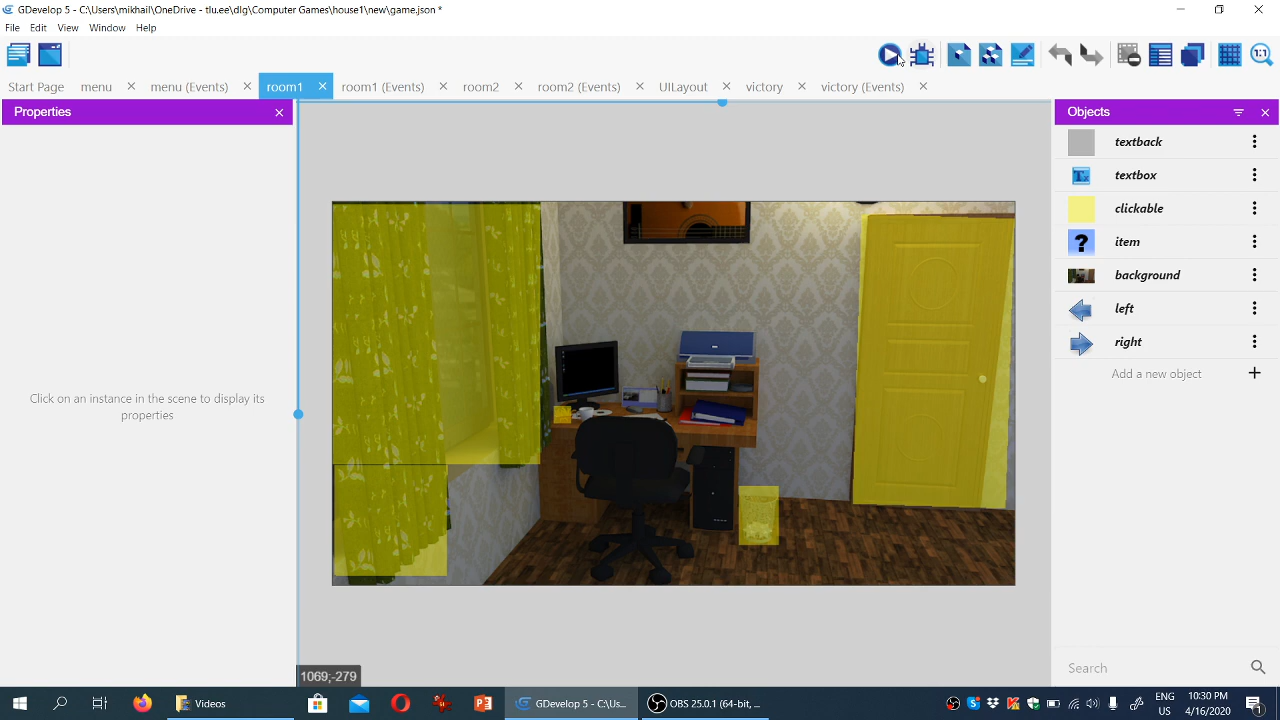 GDevelop 5 - C:\Users\mikhail\OneDrive - tlu.ee\dlg\Computer Games\house1\new\game.json *
File Edit View Window Help
1:1
Start Page menu menu (Events) room1 room1 (Events) room2 room2 (Events) UILayout victory victory (Events)
Properties
Objects
textback
Tx textbox
clickable
? item
background
left
right
Add a new object
Click on an instance in the scene to display its
properties
1069;-279
Search
Videos
GDevelop 5 - C:\Us...
OBS 25.0.1 (64-bit, ...
ENG
US
10:30 PM
4/16/2020